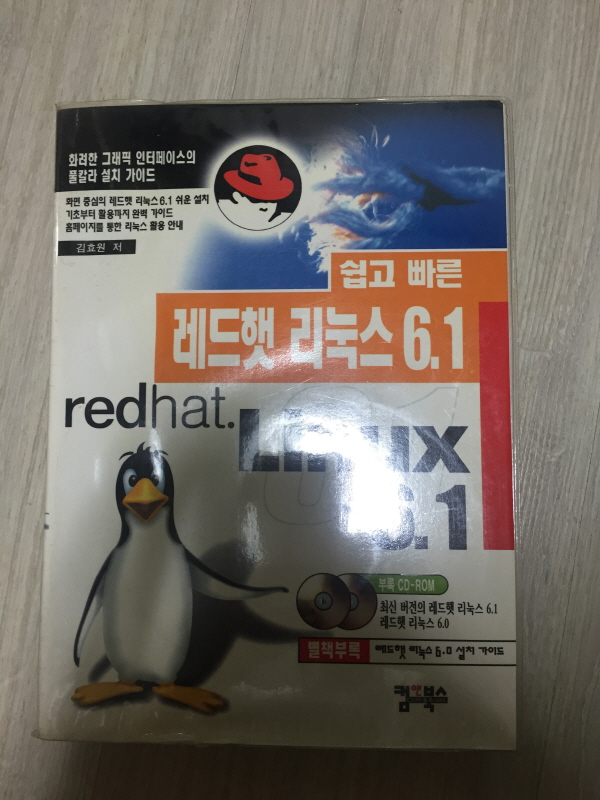 화려한 그래픽 인터페이스의
풀칼라 설치 가이드
화면 중심의 레드햇 리눅스 6.1 쉬운 설치
기초부터 활용까지 완벽 가이드
홈페이지를 통한 리눅스 활용 안내
김효원 저
쉽고 빠른
레드햇 리눅스 6.1
redhat.
Linux
6.1
부록 CD-ROM
최신 버전의 레드햇 리눅스 6.1
레드햇 리눅스 6.0
별책부록
레드햇 리눅스 6.0 설치 가이드
컴앤북스